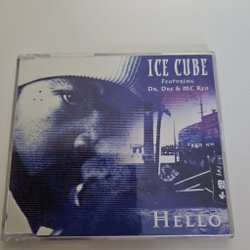 ICE CUBE
FEATURING
DR. DRE & MC REN
HELLO